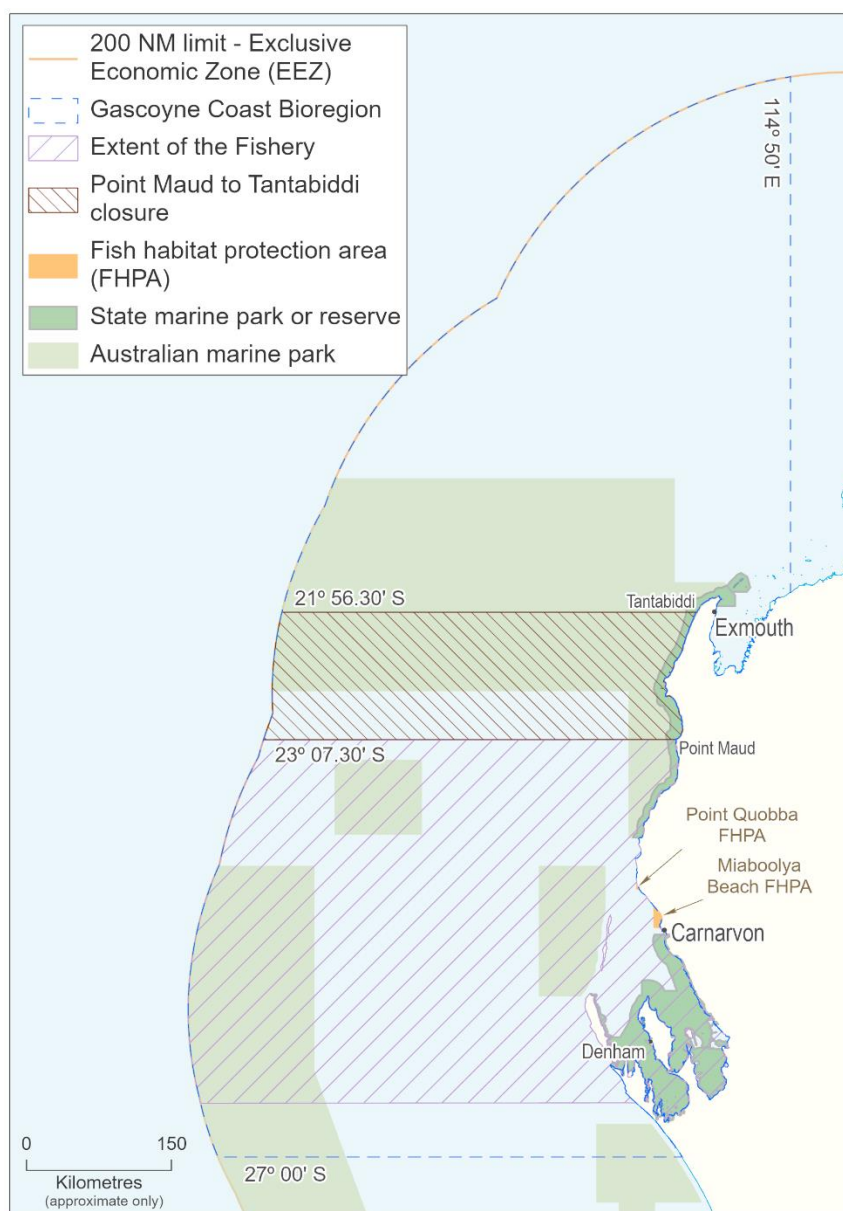 200 NM limit - Exclusive
Economic Zone (EEZ)
Gascoyne Coast Bioregion
Extent of the Fishery
Point Maud to Tantabiddi
closure
Fish habitat protection area
(FHPA)
State marine park or reserve
Australian marine park
114º 50' E
21º 56.30' S
Tantabiddi
Exmouth
23º 07.30' S
Point Maud
Point Quobba
FHPA
Miaboolya
Beach FHPA
Carnarvon
Denham
0 150
Kilometres
(approximate only)
27º 00' S